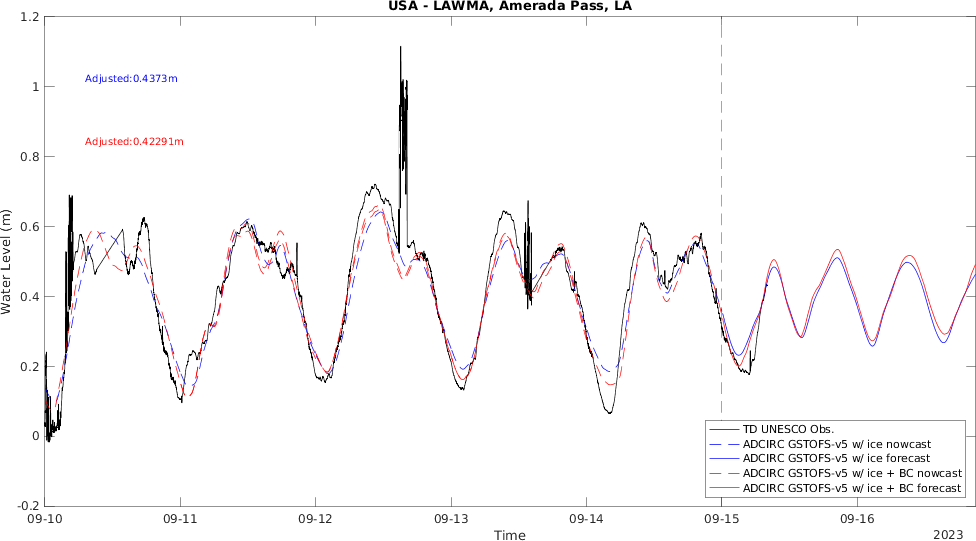 USA - LAWMA, Amerada Pass, LA
1.2
1
0.8
0.6
0.4
0.2
0
-0.2
Water Level (m)
Adjusted:0.4373m
Adjusted:0.42291m
TD UNESCO Obs.
ADCIRC GSTOFS-v5 w/ ice nowcast
ADCIRC GSTOFS-v5 w/ ice forecast
ADCIRC GSTOFS-v5 w/ ice + BC nowcast
ADCIRC GSTOFS-v5 w/ ice + BC forecast
09-10 09-11 09-12 09-13 09-14 09-15 09-16
Time
2023